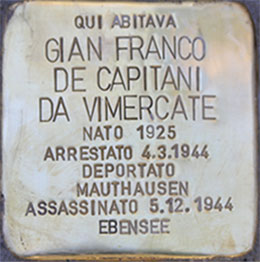 QUI ABITAVA
GIAN FRANCO
DE CAPITANI
DA VIMERCATE
NATO 1925
ARRESTATO 4.3.1944
DEPORTATO
MAUTHAUSEN
ASSASSINATO 5.12.1944
EBENSEE